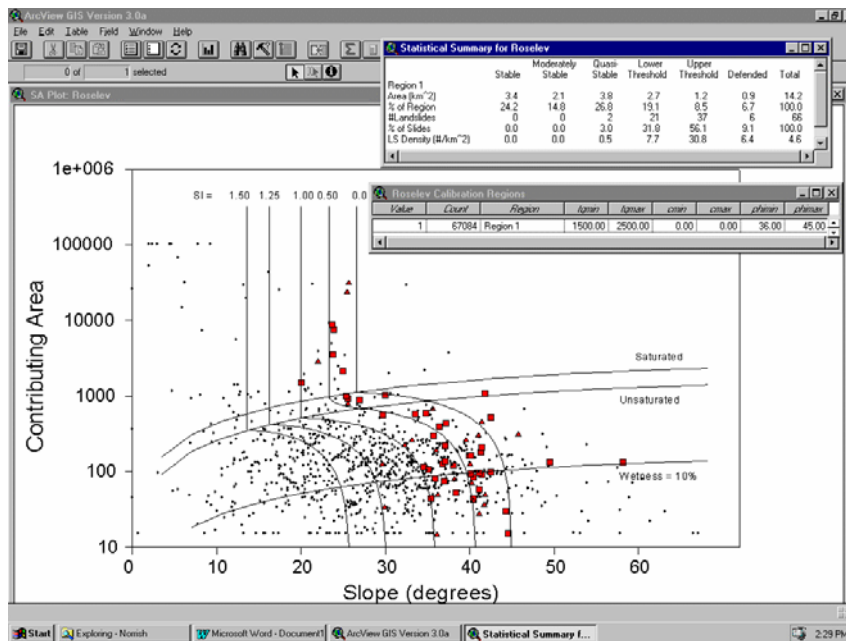 ArcView GIS Version 3.0a
File Edit Table Field Window Help
0 of 1 selected
SA Plot: Roselev
Statistical Summary for Roselev
Stable Moderately Stable Quasi-Stable Lower Threshold Upper Threshold Defended Total
Region 1
Area (km^2) 3.4 2.1 3.8 2.7 1.2 0.9 14.2
% of Region 24.2 14.8 26.8 19.1 8.5 6.7 100.0
#Landslides 0 0 2 21 37 6 66
% of Slides 0.0 0.0 3.0 31.8 56.1 9.1 100.0
LS Density (#/km^2) 0.0 0.0 0.5 7.7 30.8 6.4 4.6
Roselev Calibration Regions
Value Count Region tqmin tqmax cmin cmax phimin phimax
1 67084 Region 1 1500.00 2500.00 0.00 0.00 36.00 45.00
SI = 1.50 1.25 1.00 0.50 0.0
1e+006
100000
10000
1000
100
10
Contributing Area
Saturated
Unsaturated
Wetness = 10%
0 10 20 30 40 50 60
Slope (degrees)
Start Exploring - Norrish Microsoft Word - Document1 ArcView GIS Version 3.0a Statistical Summary f... 2:29 PM